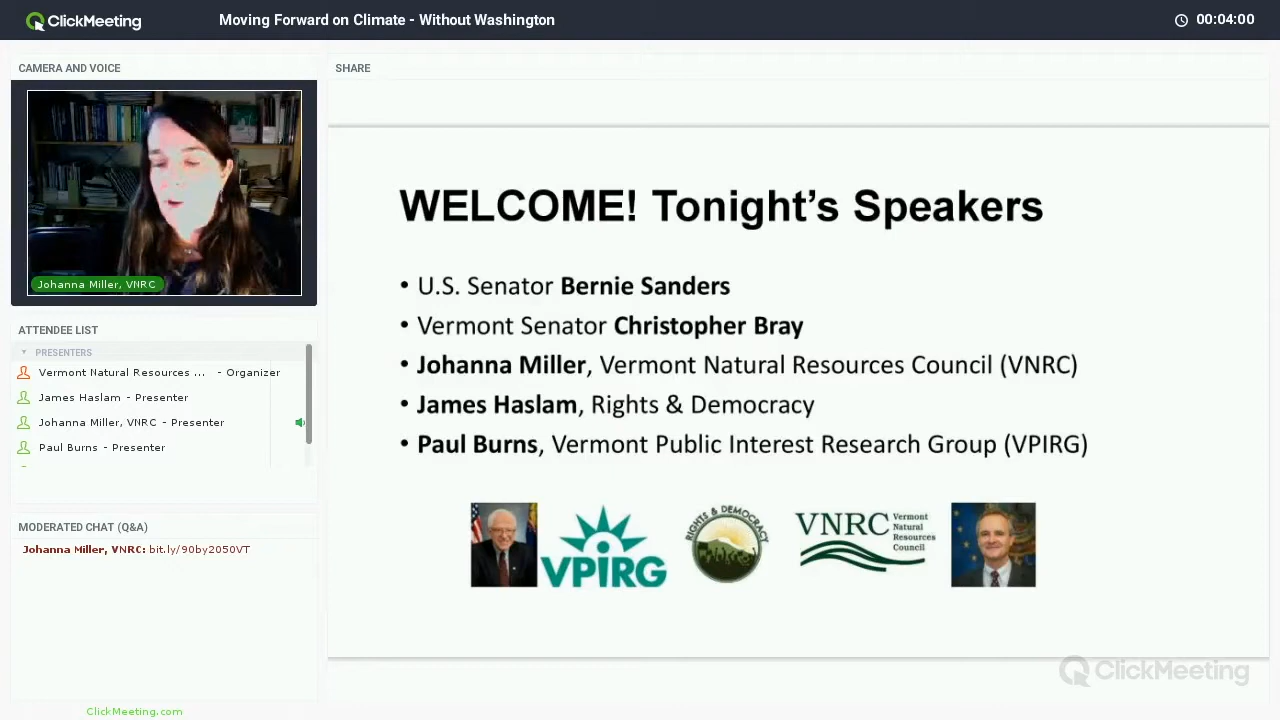 ClickMeeting
Moving Forward on Climate - Without Washington
00:04:00
CAMERA AND VOICE
Johanna Miller, VNRC
ATTENDEE LIST
PRESENTERS
Vermont Natural Resources ... - Organizer
James Haslam - Presenter
Johanna Miller, VNRC - Presenter
Paul Burns - Presenter
MODERATED CHAT (Q&A)
Johanna Miller, VNRC: bit.ly/90by2d50VT
ClickMeeting.com
SHARE
WELCOME! Tonight's Speakers
• U.S. Senator Bernie Sanders
• Vermont Senator Christopher Bray
• Johanna Miller, Vermont Natural Resources Council (VNRC)
• James Haslam, Rights & Democracy
• Paul Burns, Vermont Public Interest Research Group (VPIRG)
VPIRG
RIGHTS & DEMOCRACY
VNRC
Vermont
Natural
Resources
Council
ClickMeeting